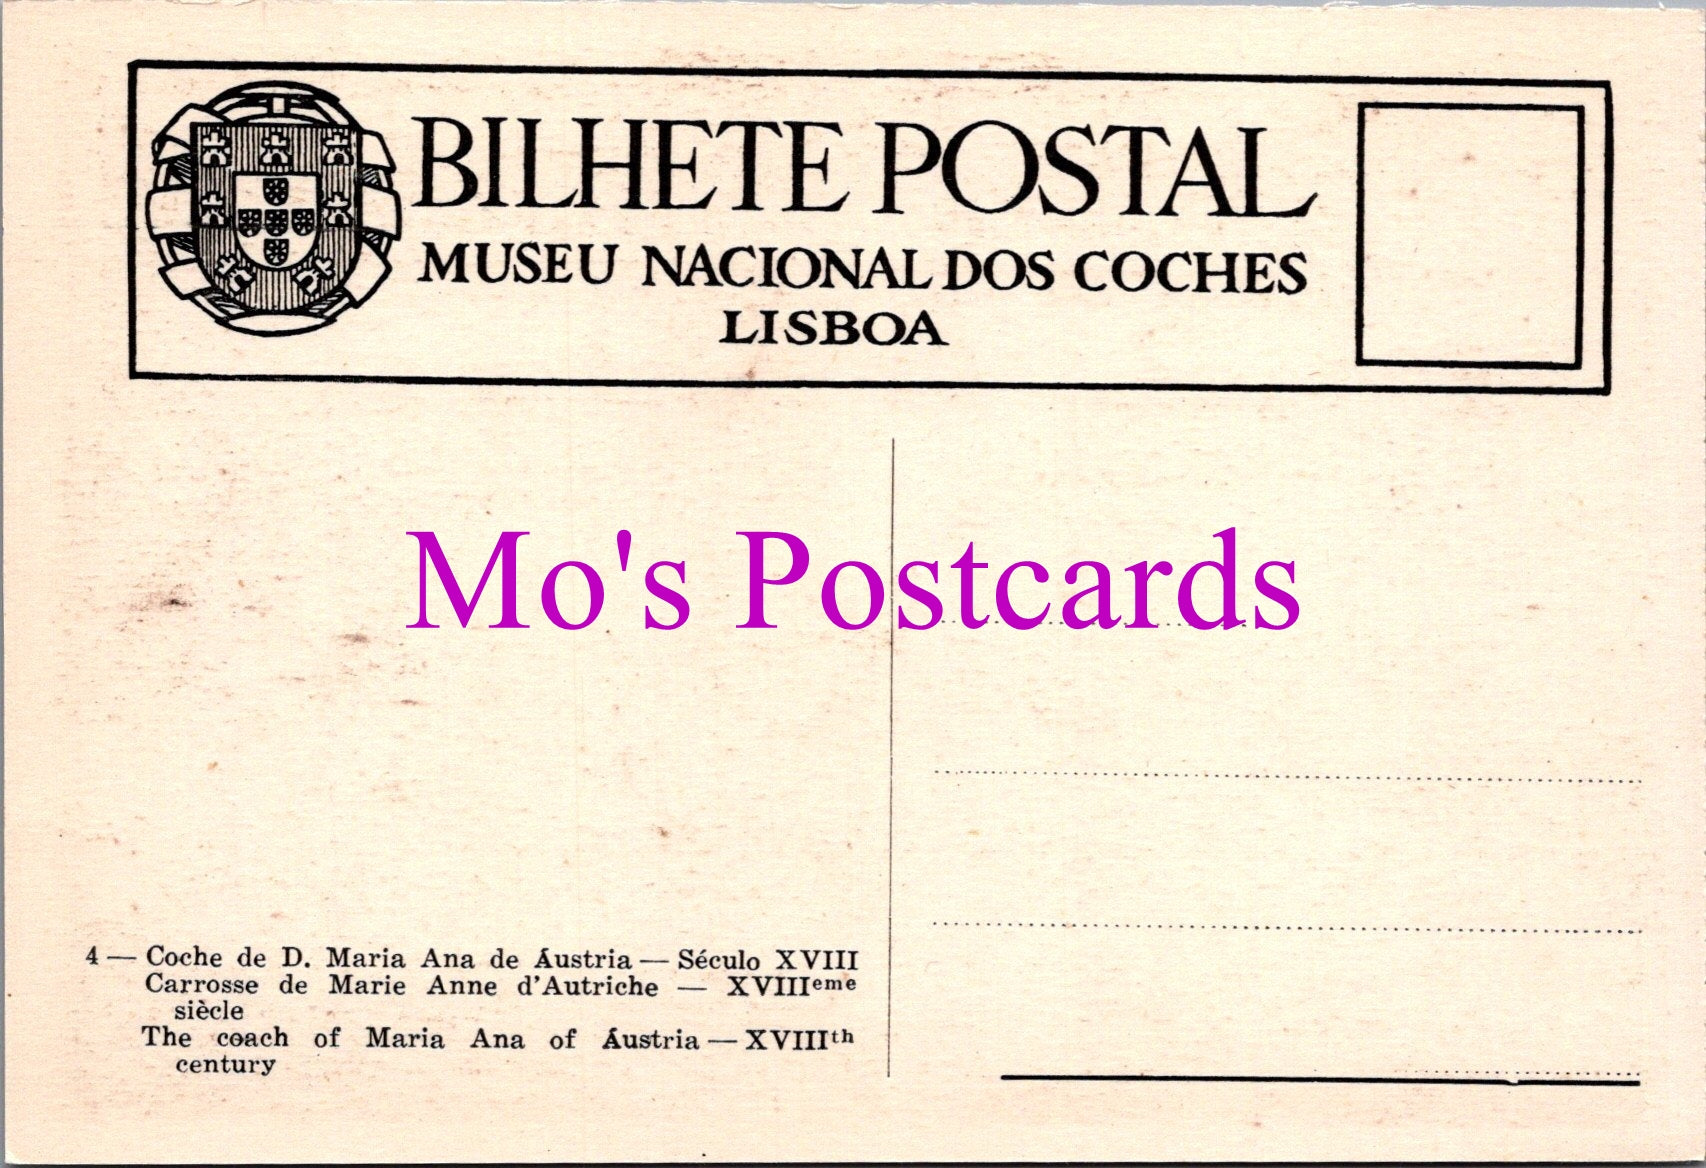 BILHETE POSTAL
MUSEU NACIONAL DOS COCHES
LISBOA
Mo's Postcards
4 — Coche de D. Maria Ana de Áustria — Século XVIII
Carrosse de Marie Anne d'Autriche — XVIIIeme
siècle
The coach of Maria Ana of Áustria — XVIIIth
century